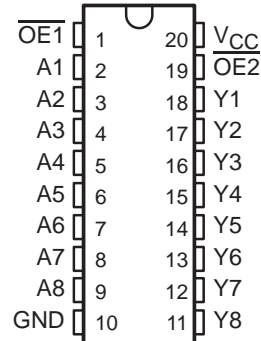 OE1 1 20 VCC
A1 2 19 OE2
A2 3 18 Y1
A3 4 17 Y2
A4 5 16 Y3
A5 6 15 Y4
A6 7 14 Y5
A7 8 13 Y6
A8 9 12 Y7
GND 10 11 Y8